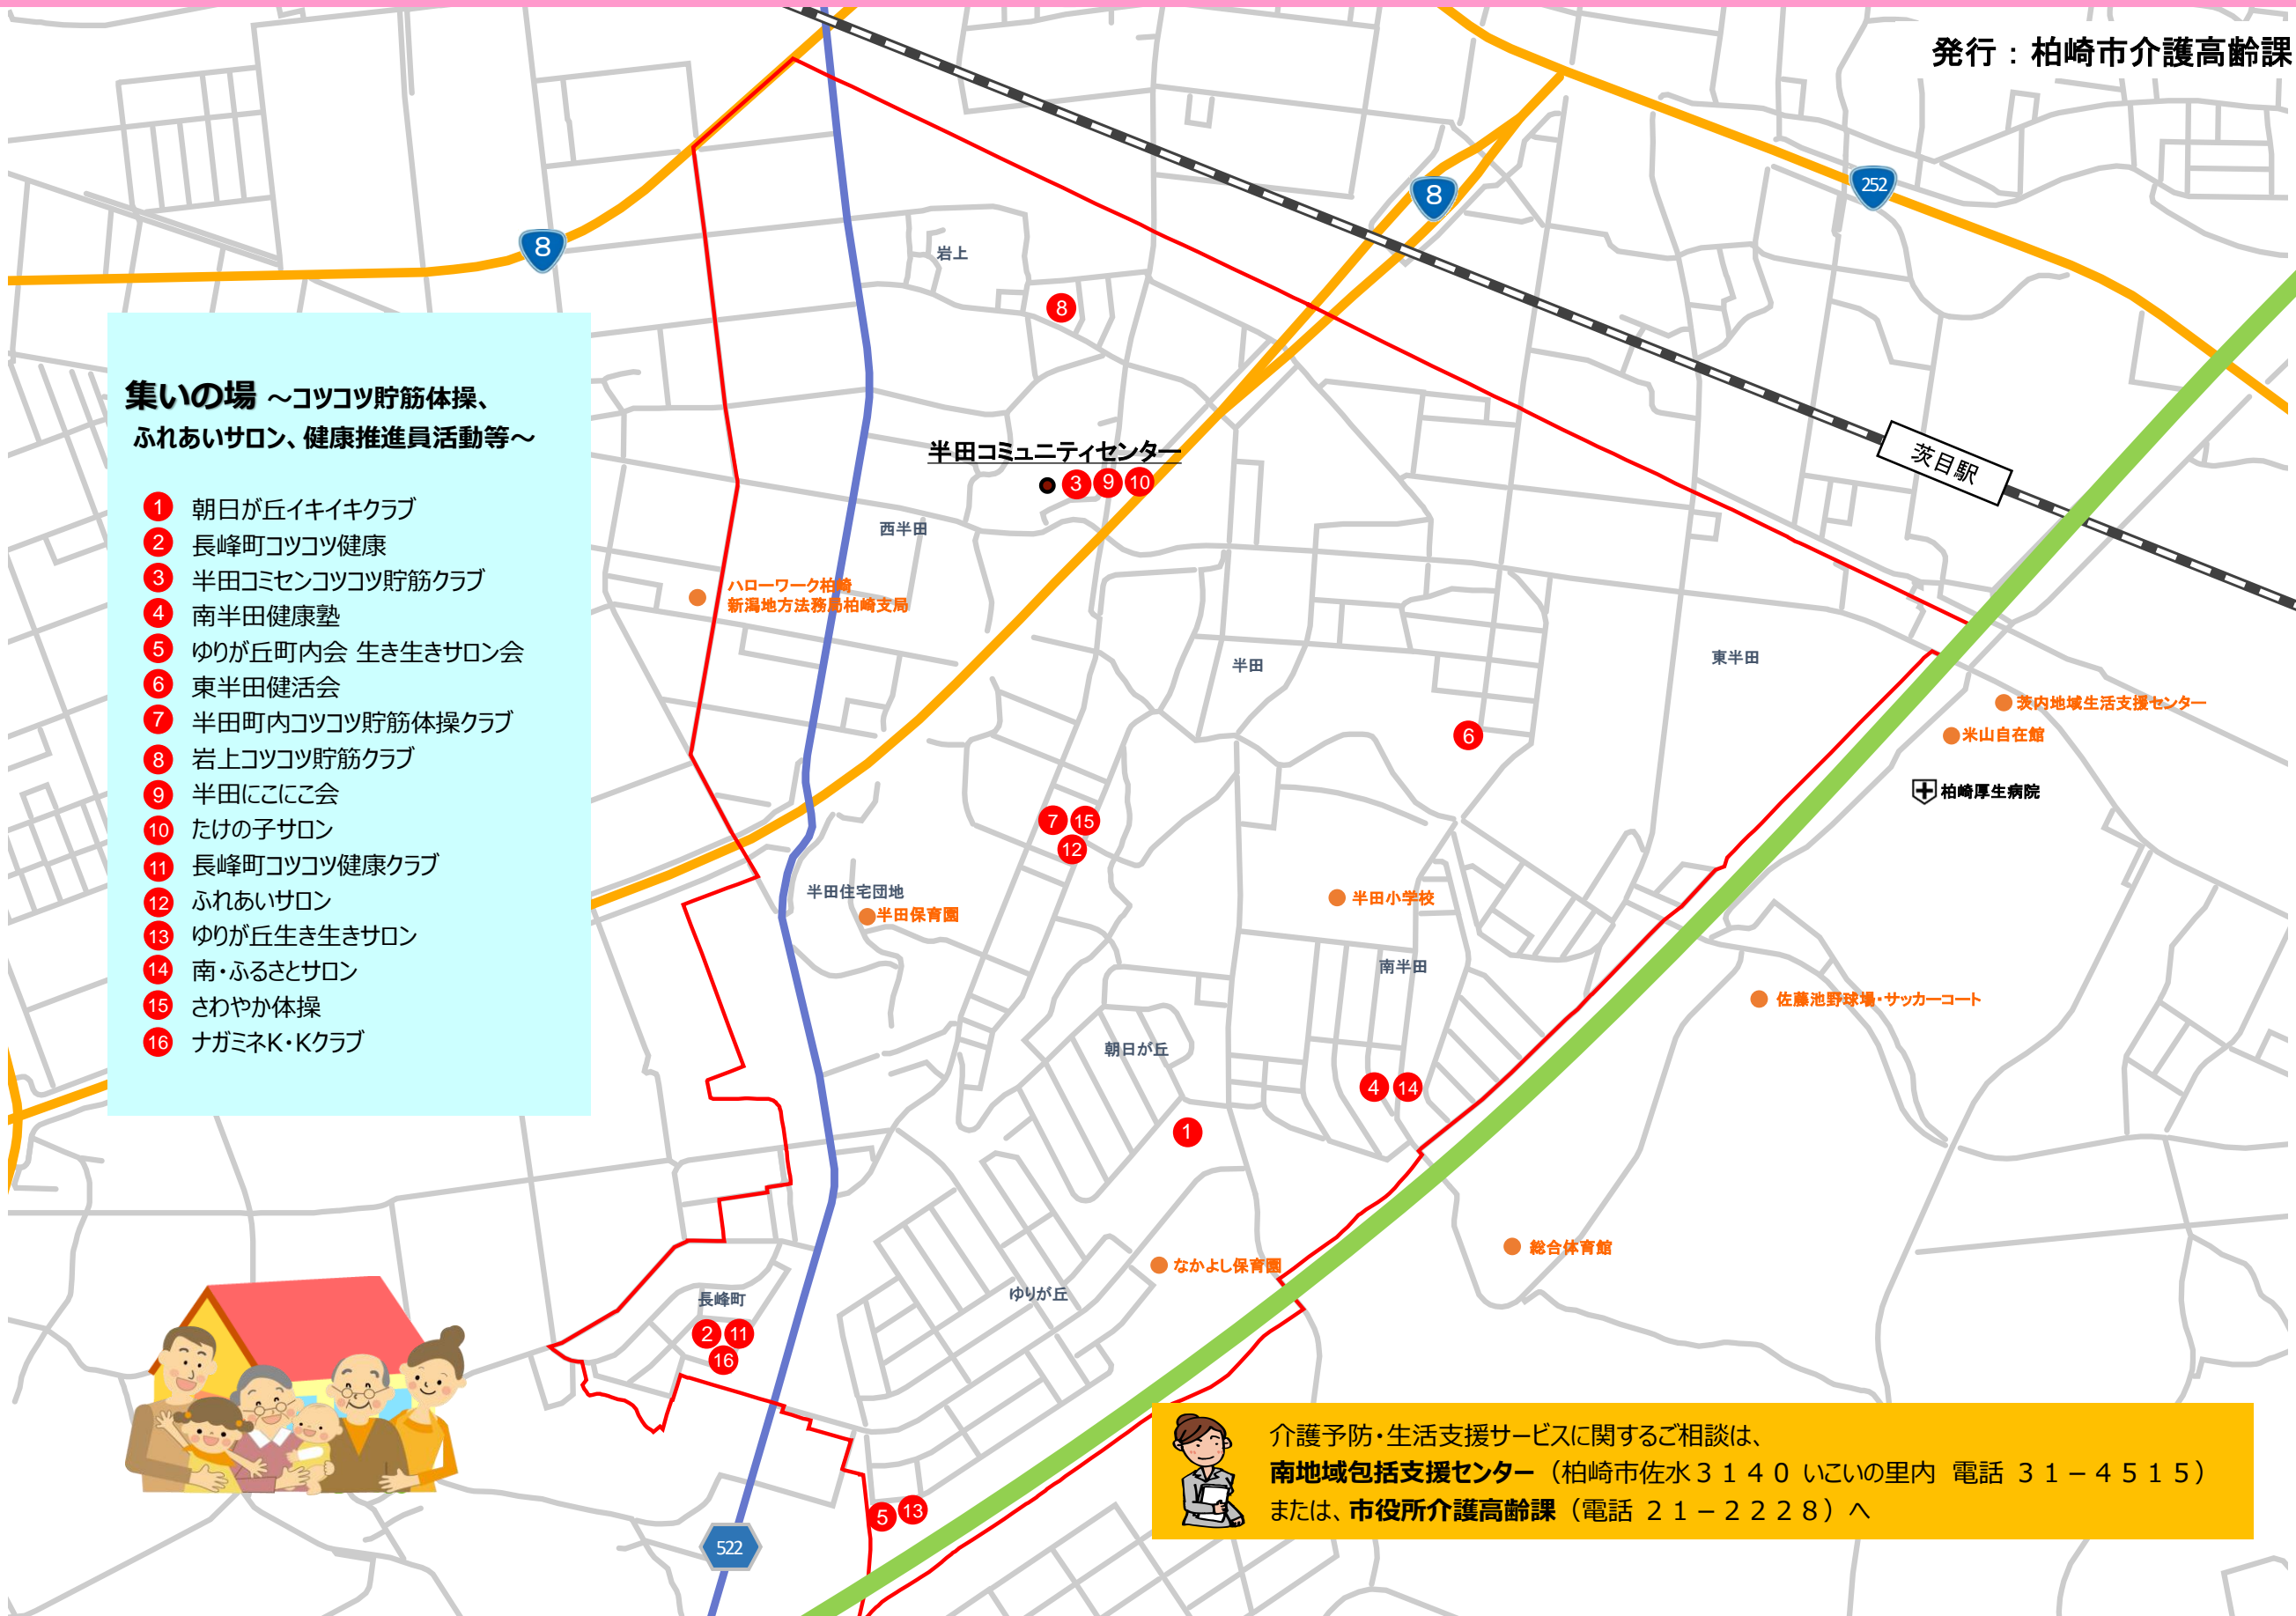 発行：柏崎市介護高齢課
8
8
252
岩上
8
集いの場 ～コツコツ貯筋体操、
ふれあいサロン、健康推進員活動等～
1 朝日が丘イキイキクラブ
2 長峰町コツコツ健康
3 半田コミセンコツコツ貯筋クラブ
4 南半田健康塾
5 ゆりが丘町内会 生き生きサロン会
6 東半田健活会
7 半田町内コツコツ貯筋体操クラブ
8 岩上コツコツ貯筋クラブ
9 半田にこにこ会
10 たけの子サロン
11 長峰町コツコツ健康クラブ
12 ふれあいサロン
13 ゆりが丘生き生きサロン
14 南・ふるさとサロン
15 さわやか体操
16 ナガミネK・Kクラブ
半田コミュニティセンター
3 9 10
茨目駅
西半田
ハローワーク柏崎
新潟地方法務局柏崎支局
半田
東半田
茨内地域生活支援センター
6
米山自在館
柏崎厚生病院
7 15
12
半田住宅団地
半田保育園
半田小学校
南半田
佐藤池野球場・サッカーコート
朝日が丘
4 14
1
総合体育館
なかよし保育園
ゆりが丘
長峰町
2 11
16
5 13
522
介護予防・生活支援サービスに関するご相談は、
南地域包括支援センター（柏崎市佐水３１４０ いこいの里内 電話 ３１－４５１５）
または、市役所介護高齢課（電話 ２１－２２２８）へ